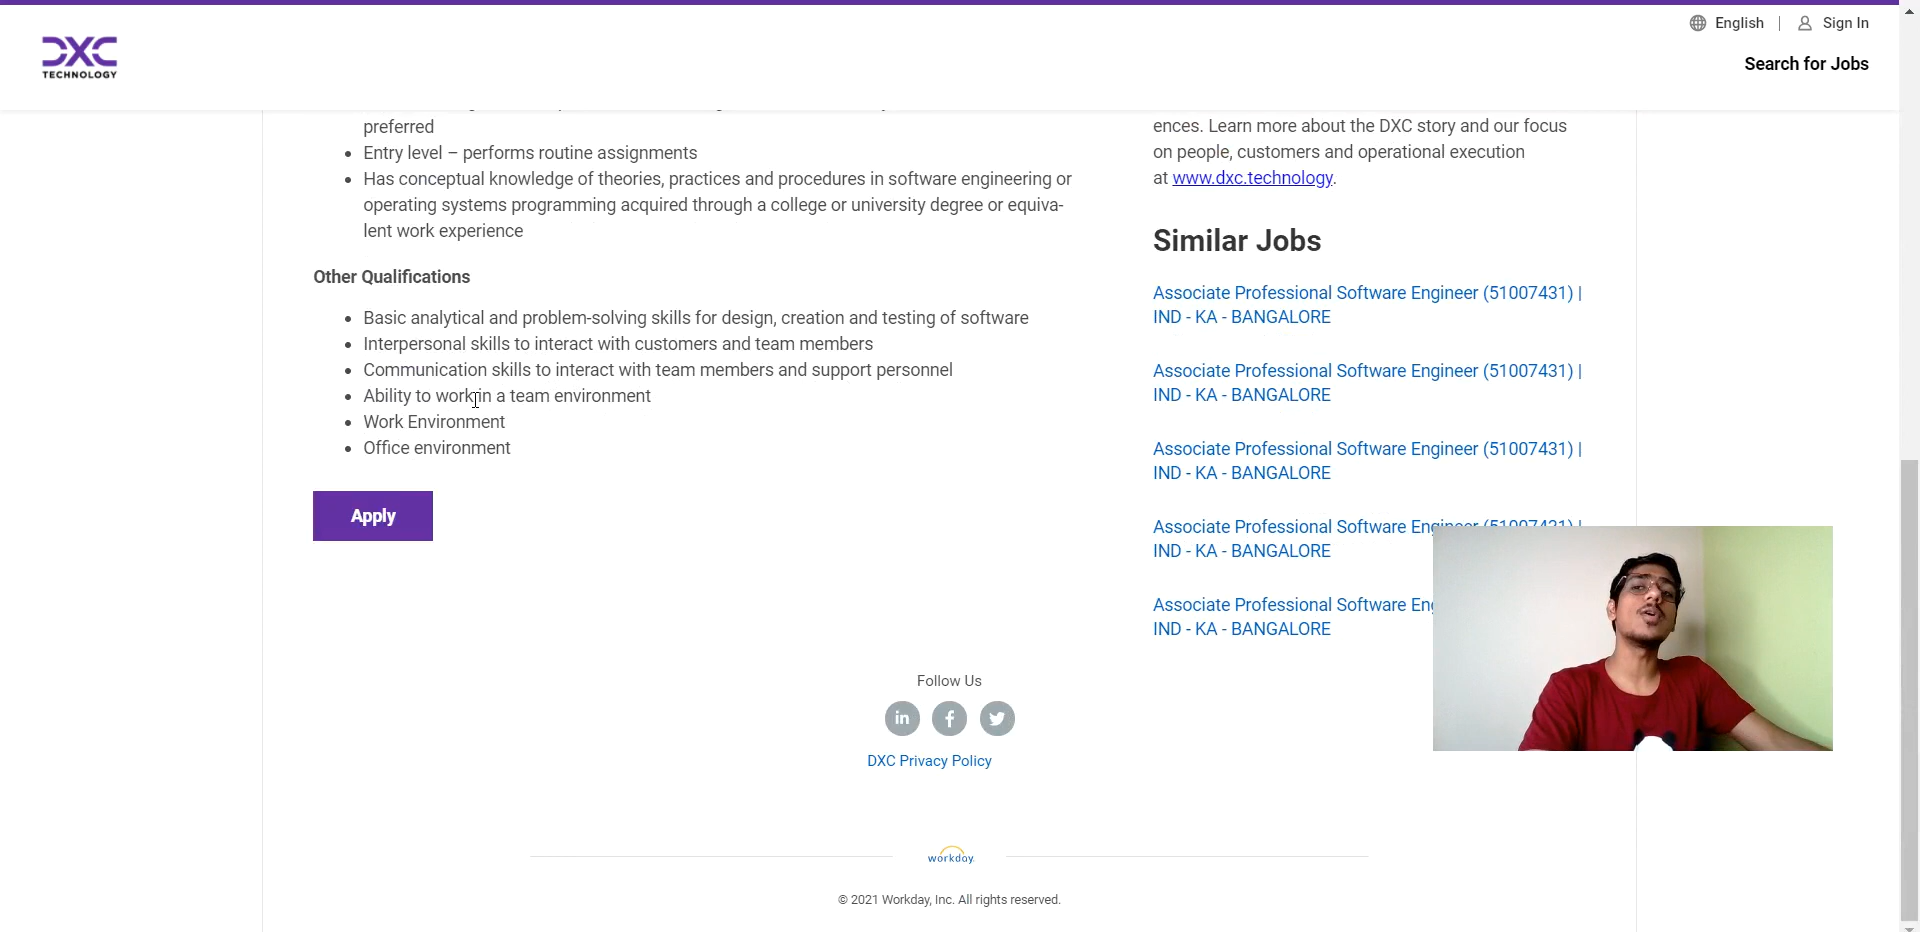 English | Sign In
DXC
TECHNOLOGY
Search for Jobs
preferred
Entry level – performs routine assignments
Has conceptual knowledge of theories, practices and procedures in software engineering or
operating systems programming acquired through a college or university degree or equiva-
lent work experience
Other Qualifications
Basic analytical and problem-solving skills for design, creation and testing of software
Interpersonal skills to interact with customers and team members
Communication skills to interact with team members and support personnel
Ability to work in a team environment
Work Environment
Office environment
Apply
ences. Learn more about the DXC story and our focus
on people, customers and operational execution
at www.dxc.technology.
Similar Jobs
Associate Professional Software Engineer (51007431) |
IND - KA - BANGALORE
Associate Professional Software Engineer (51007431) |
IND - KA - BANGALORE
Associate Professional Software Engineer (51007431) |
IND - KA - BANGALORE
Associate Professional Software Engineer (51007431) |
IND - KA - BANGALORE
Associate Professional Software
IND - KA - BANGALORE
Follow Us
in f
DXC Privacy Policy
workday
© 2021 Workday, Inc. All rights reserved.